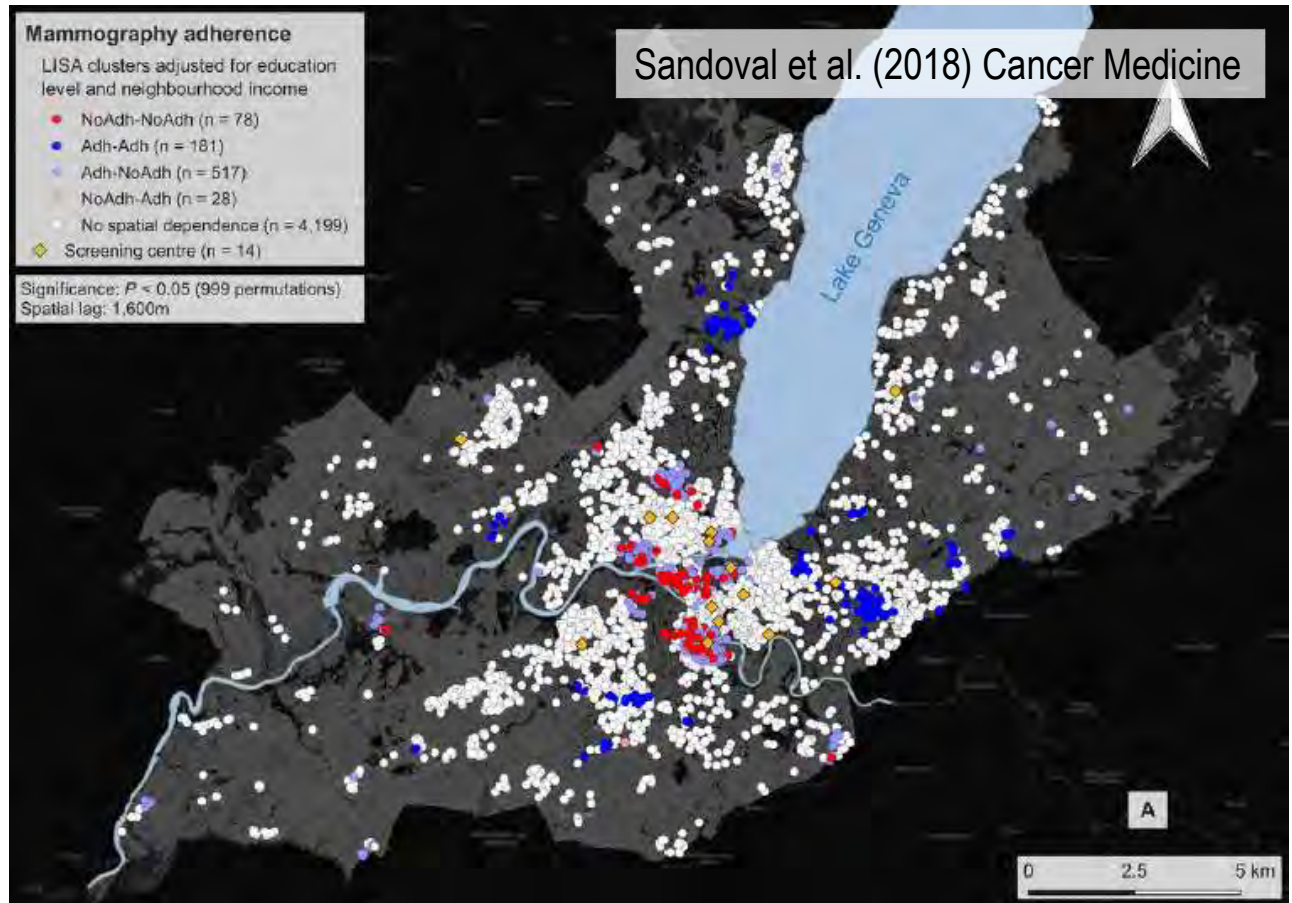 Mammography adherence
LISA clusters adjusted for education
level and neighbourhood income
NoAdh-NoAdh (n = 78)
Adh-Adh (n = 181)
Adh-NoAdh (n = 517)
NoAdh-Adh (n = 28)
No spatial dependence (n = 4,199)
Screening centre (n = 14)
Significance: P < 0.05 (999 permutations)
Spatial lag: 1,600m
Sandoval et al. (2018) Cancer Medicine
Lake Geneva
A
0 2.5 5 km